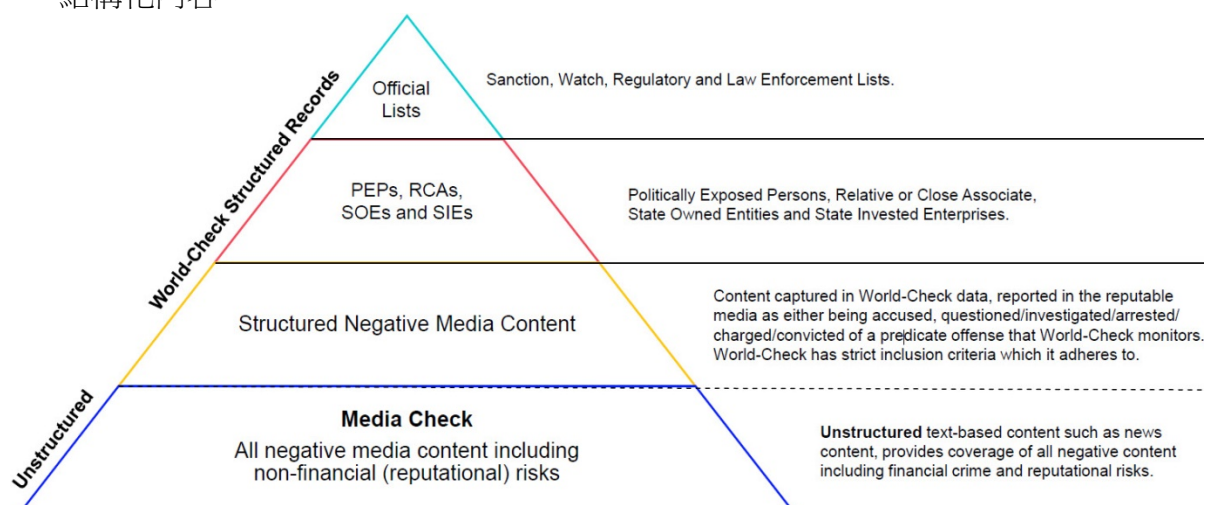 結構化內容
Official
Lists
Sanction, Watch, Regulatory and Law Enforcement Lists.
World-Check Structured Records
PEPs, RCAs,
SOEs and SIEs
Politically Exposed Persons, Relative or Close Associate,
State Owned Entities and State Invested Enterprises.
Structured Negative Media Content
Content captured in World-Check data, reported in the reputable
media as either being accused, questioned/investigated/arrested/
charged/convicted of a predicate offense that World-Check monitors.
World-Check has strict inclusion criteria which it adheres to.
Unstructured
Media Check
All negative media content including
non-financial (reputational) risks
Unstructured text-based content such as news
content, provides coverage of all negative content
including financial crime and reputational risks.